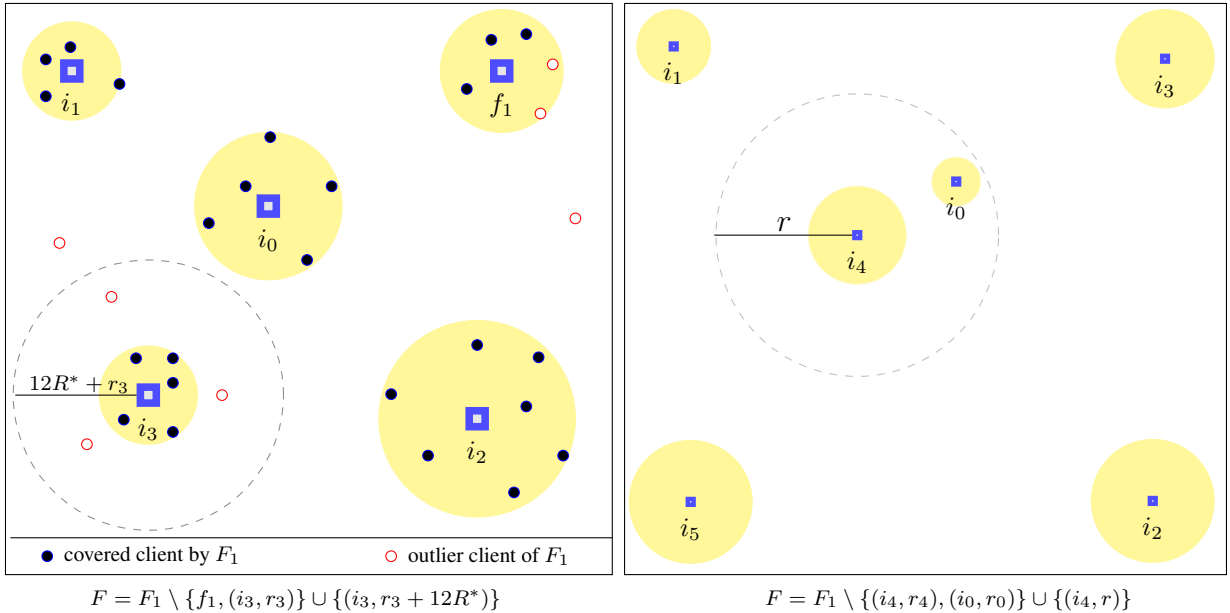 i₁
f₁
i₀
12R* + r₃
i₃
i₂
covered client by F₁
outlier client of F₁
F = F₁ \ {f₁, (i₃, r₃)} ∪ {(i₃, r₃ + 12R*)}
i₁
i₃
i₀
r
i₄
i₅
i₂
F = F₁ \ {(i₄, r₄), (i₀, r₀)} ∪ {(i₄, r)}